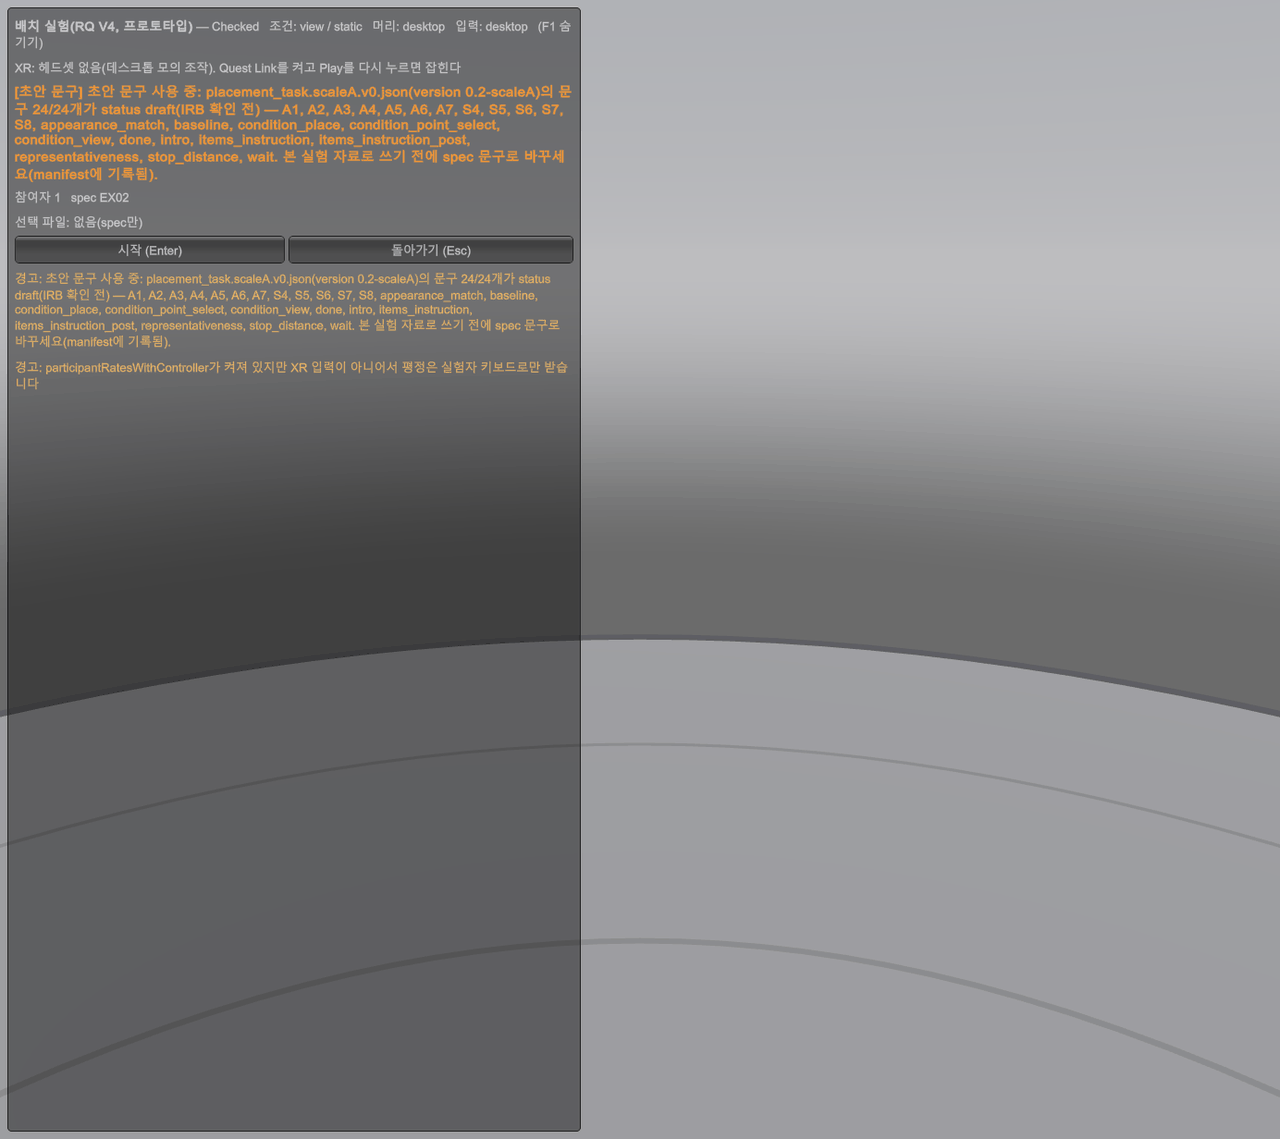 배치 실험(RQ V4, 프로토타입) — Checked 조건: view / static 머리: desktop 입력: desktop (F1 숨
기기)
XR: 헤드셋 없음(데스크톱 모의 조작). Quest Link를 켜고 Play를 다시 누르면 잡힌다
[초안 문구] 초안 문구 사용 중: placement_task.scaleA.v0.json(version 0.2-scaleA)의 문
구 24/24개가 status draft(IRB 확인 전) — A1, A2, A3, A4, A5, A6, A7, S4, S5, S6, S7,
S8, appearance_match, baseline, condition_place, condition_point_select,
condition_view, done, intro, items_instruction, items_instruction_post,
representativeness, stop_distance, wait. 본 실험 자료로 쓰기 전에 spec 문구로 바꾸세
요(manifest에 기록됨).
참여자 1 spec EX02
선택 파일: 없음(spec만)
시작 (Enter) 돌아가기 (Esc)
경고: 초안 문구 사용 중: placement_task.scaleA.v0.json(version 0.2-scaleA)의 문구 24/24개가 status
draft(IRB 확인 전) — A1, A2, A3, A4, A5, A6, A7, S4, S5, S6, S7, S8, appearance_match, baseline,
condition_place, condition_point_select, condition_view, done, intro, items_instruction,
items_instruction_post, representativeness, stop_distance, wait. 본 실험 자료로 쓰기 전에 spec 문구로
바꾸세요(manifest에 기록됨).
경고: participantRatesWithController가 켜져 있지만 XR 입력이 아니어서 평정은 실험자 키보드로만 받습
니다